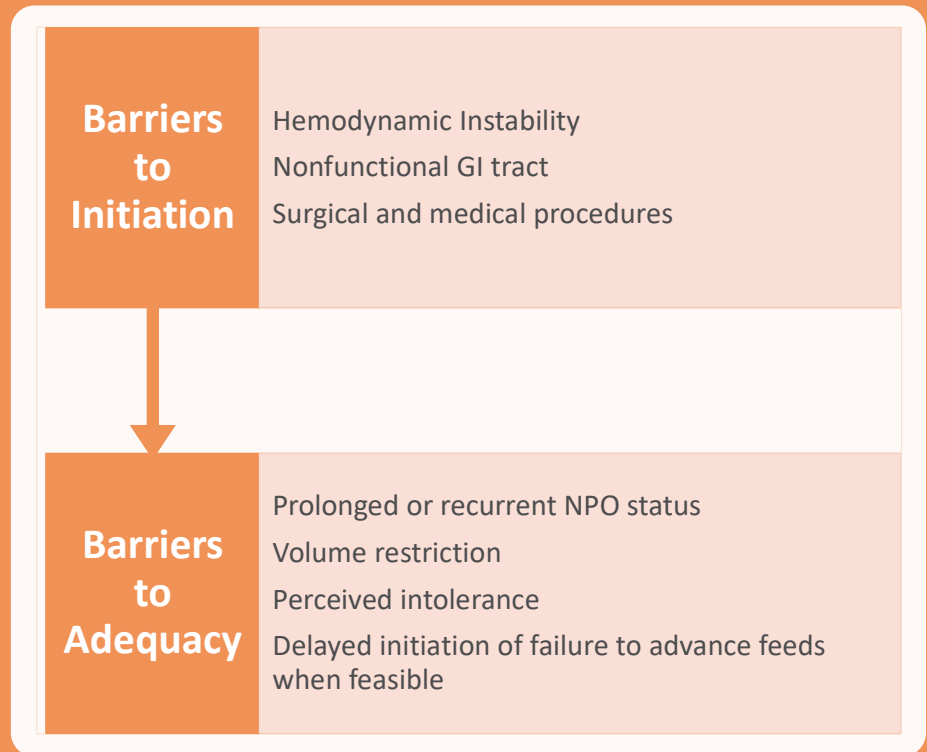 Barriers
to
Initiation
Hemodynamic Instability
Nonfunctional GI tract
Surgical and medical procedures
Barriers
to
Adequacy
Prolonged or recurrent NPO status
Volume restriction
Perceived intolerance
Delayed initiation of failure to advance feeds
when feasible